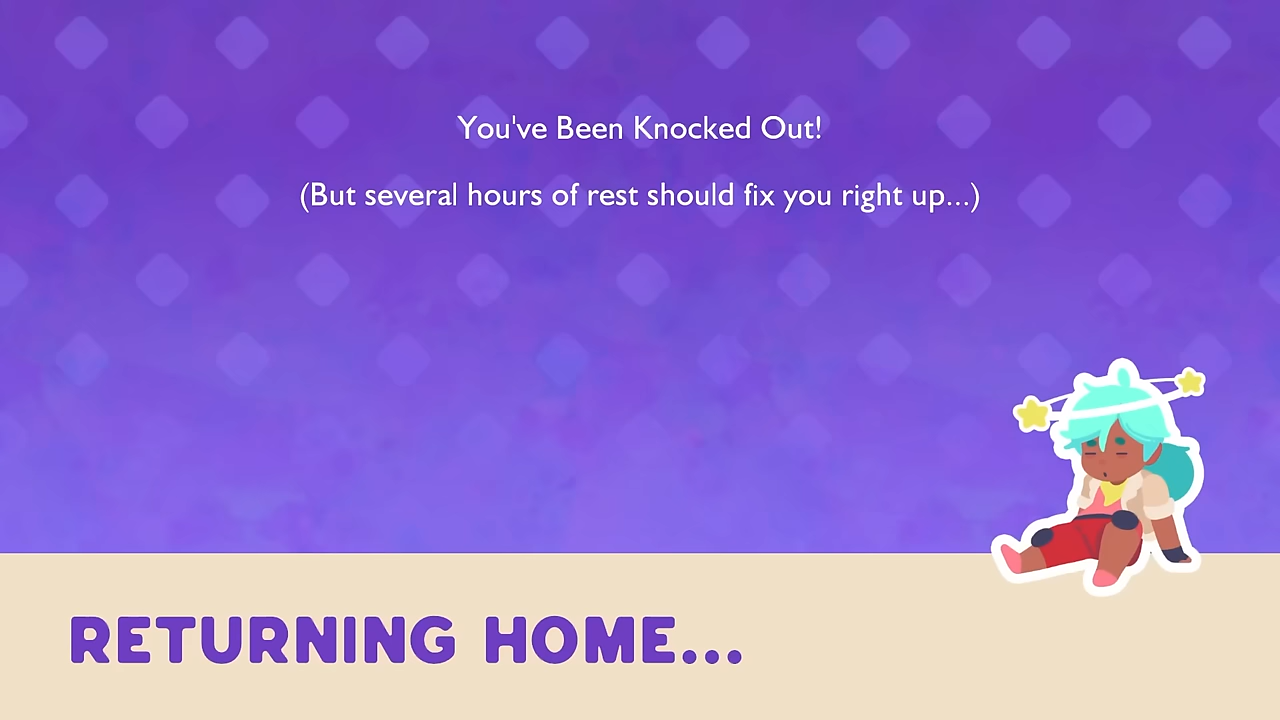 You've Been Knocked Out!
(But several hours of rest should fix you right up...)
RETURNING HOME...